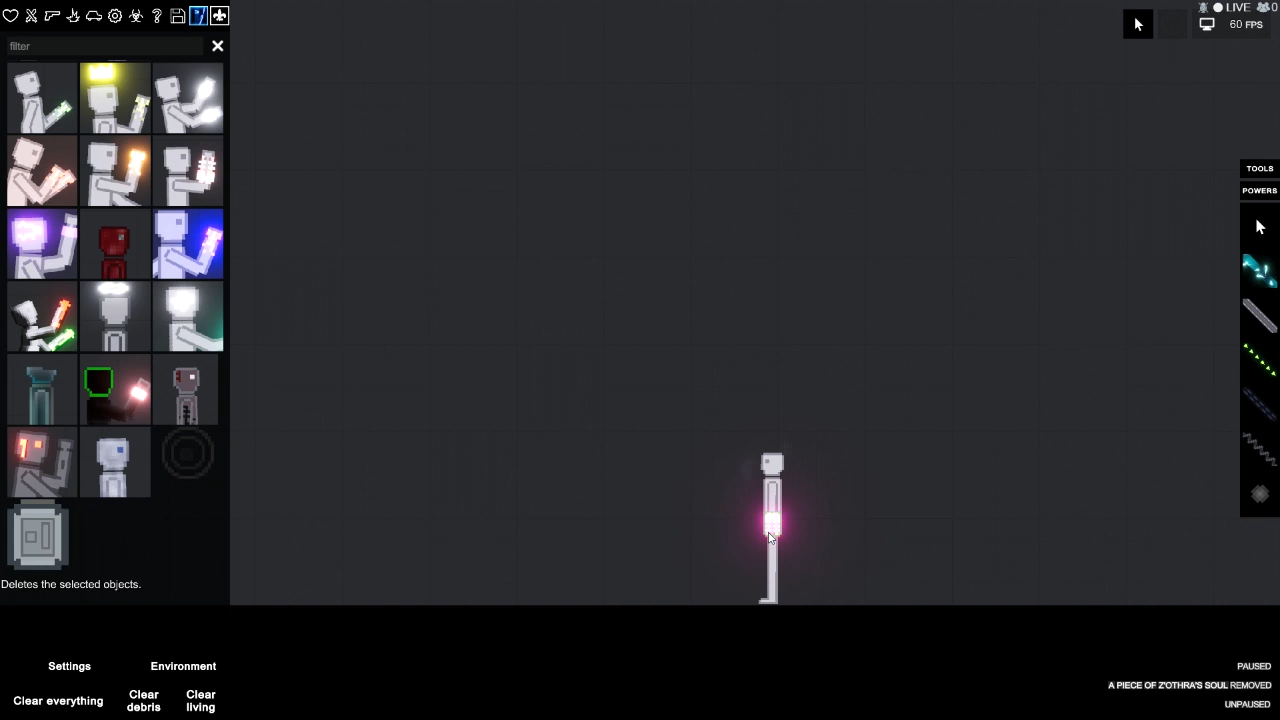 LIVE 0
60 FPS
filter
TOOLS
POWERS
Deletes the selected objects.
Settings
Environment
Clear everything
Clear debris
Clear living
PAUSED
A PIECE OF Z'OTHRA'S SOUL REMOVED
UNPAUSED